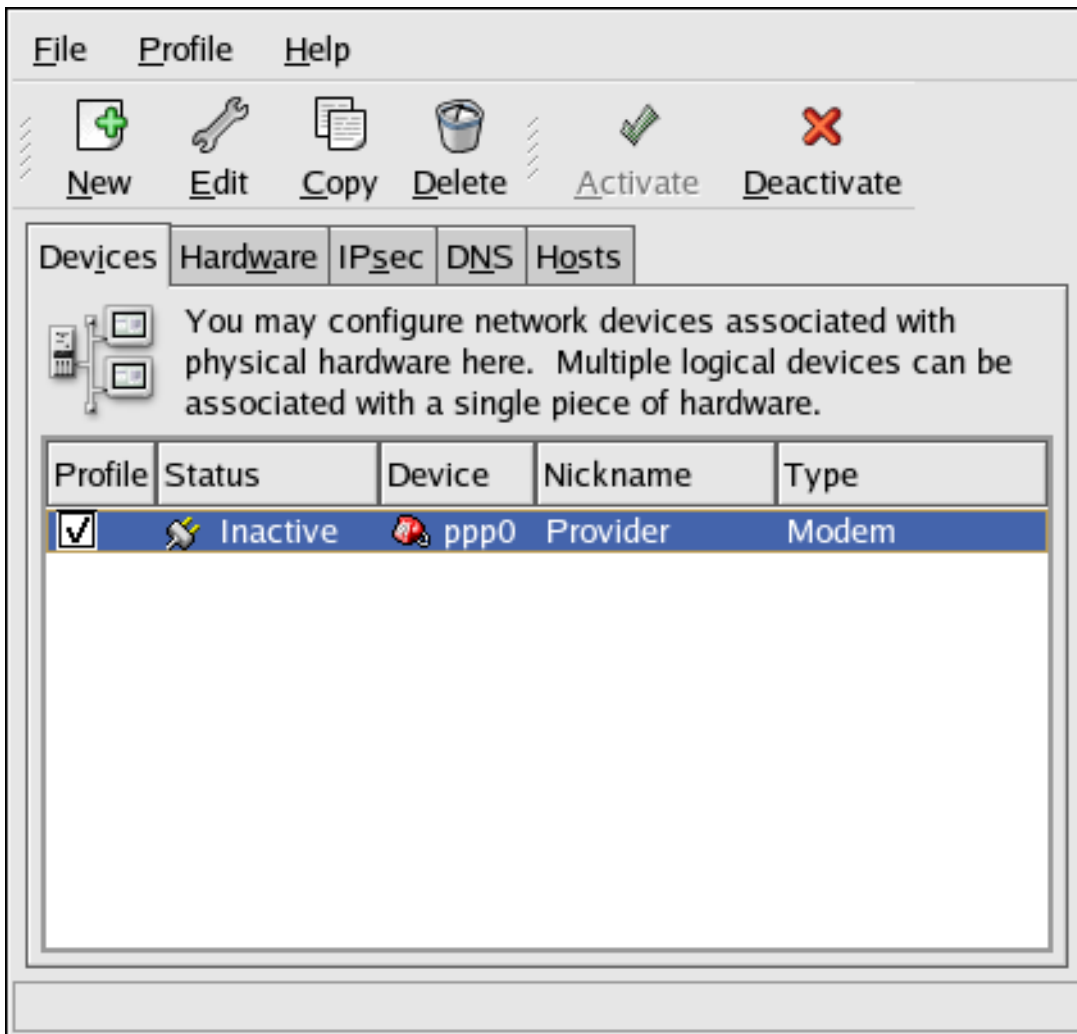 File Profile Help
New Edit Copy Delete Activate Deactivate
Devices Hardware IPsec DNS Hosts
You may configure network devices associated with
physical hardware here. Multiple logical devices can be
associated with a single piece of hardware.
Profile Status Device Nickname Type
Inactive ppp0 Provider Modem